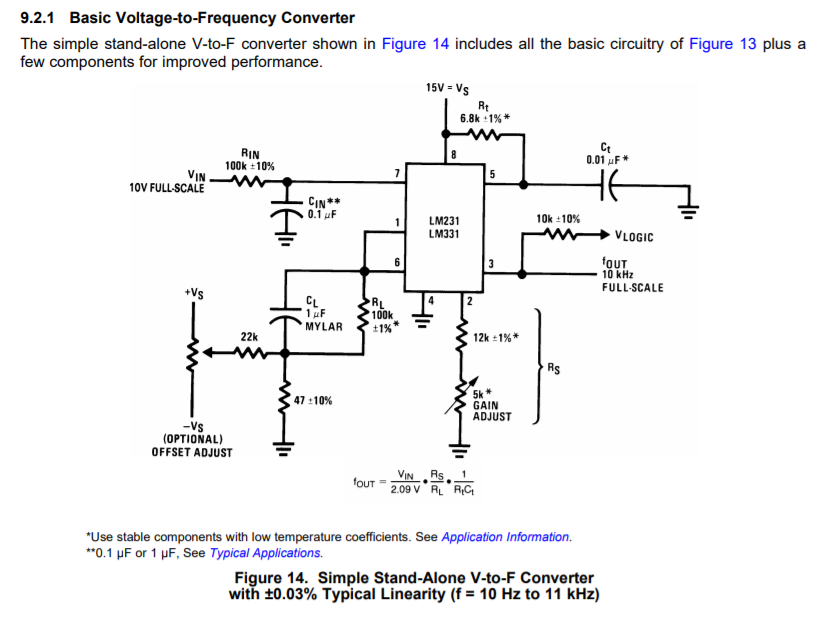 9.2.1 Basic Voltage-to-Frequency Converter
The simple stand-alone V-to-F converter shown in Figure 14 includes all the basic circuitry of Figure 13 plus a
few components for improved performance.
15V = VS
Rt
6.8k ±1%*
RIN
100k ±10%
VIN
10V FULL-SCALE
CIN**
0.1 µF
Ct
0.01 µF*
8
7
5
1
LM231
LM331
6
3
4
2
10k ±10%
VLOGIC
fOUT
10 kHz
FULL-SCALE
+VS
CL
1 µF
MYLAR
RL
100k
±1%*
22k
12k ±1%*
RS
5k*
GAIN
ADJUST
47 ±10%
–VS
(OPTIONAL)
OFFSET ADJUST
fOUT = VIN/2.09 V • RS/RL • 1/RtCt
*Use stable components with low temperature coefficients. See Application Information.
**0.1 µF or 1 µF, See Typical Applications.
Figure 14. Simple Stand-Alone V-to-F Converter
with ±0.03% Typical Linearity (f = 10 Hz to 11 kHz)